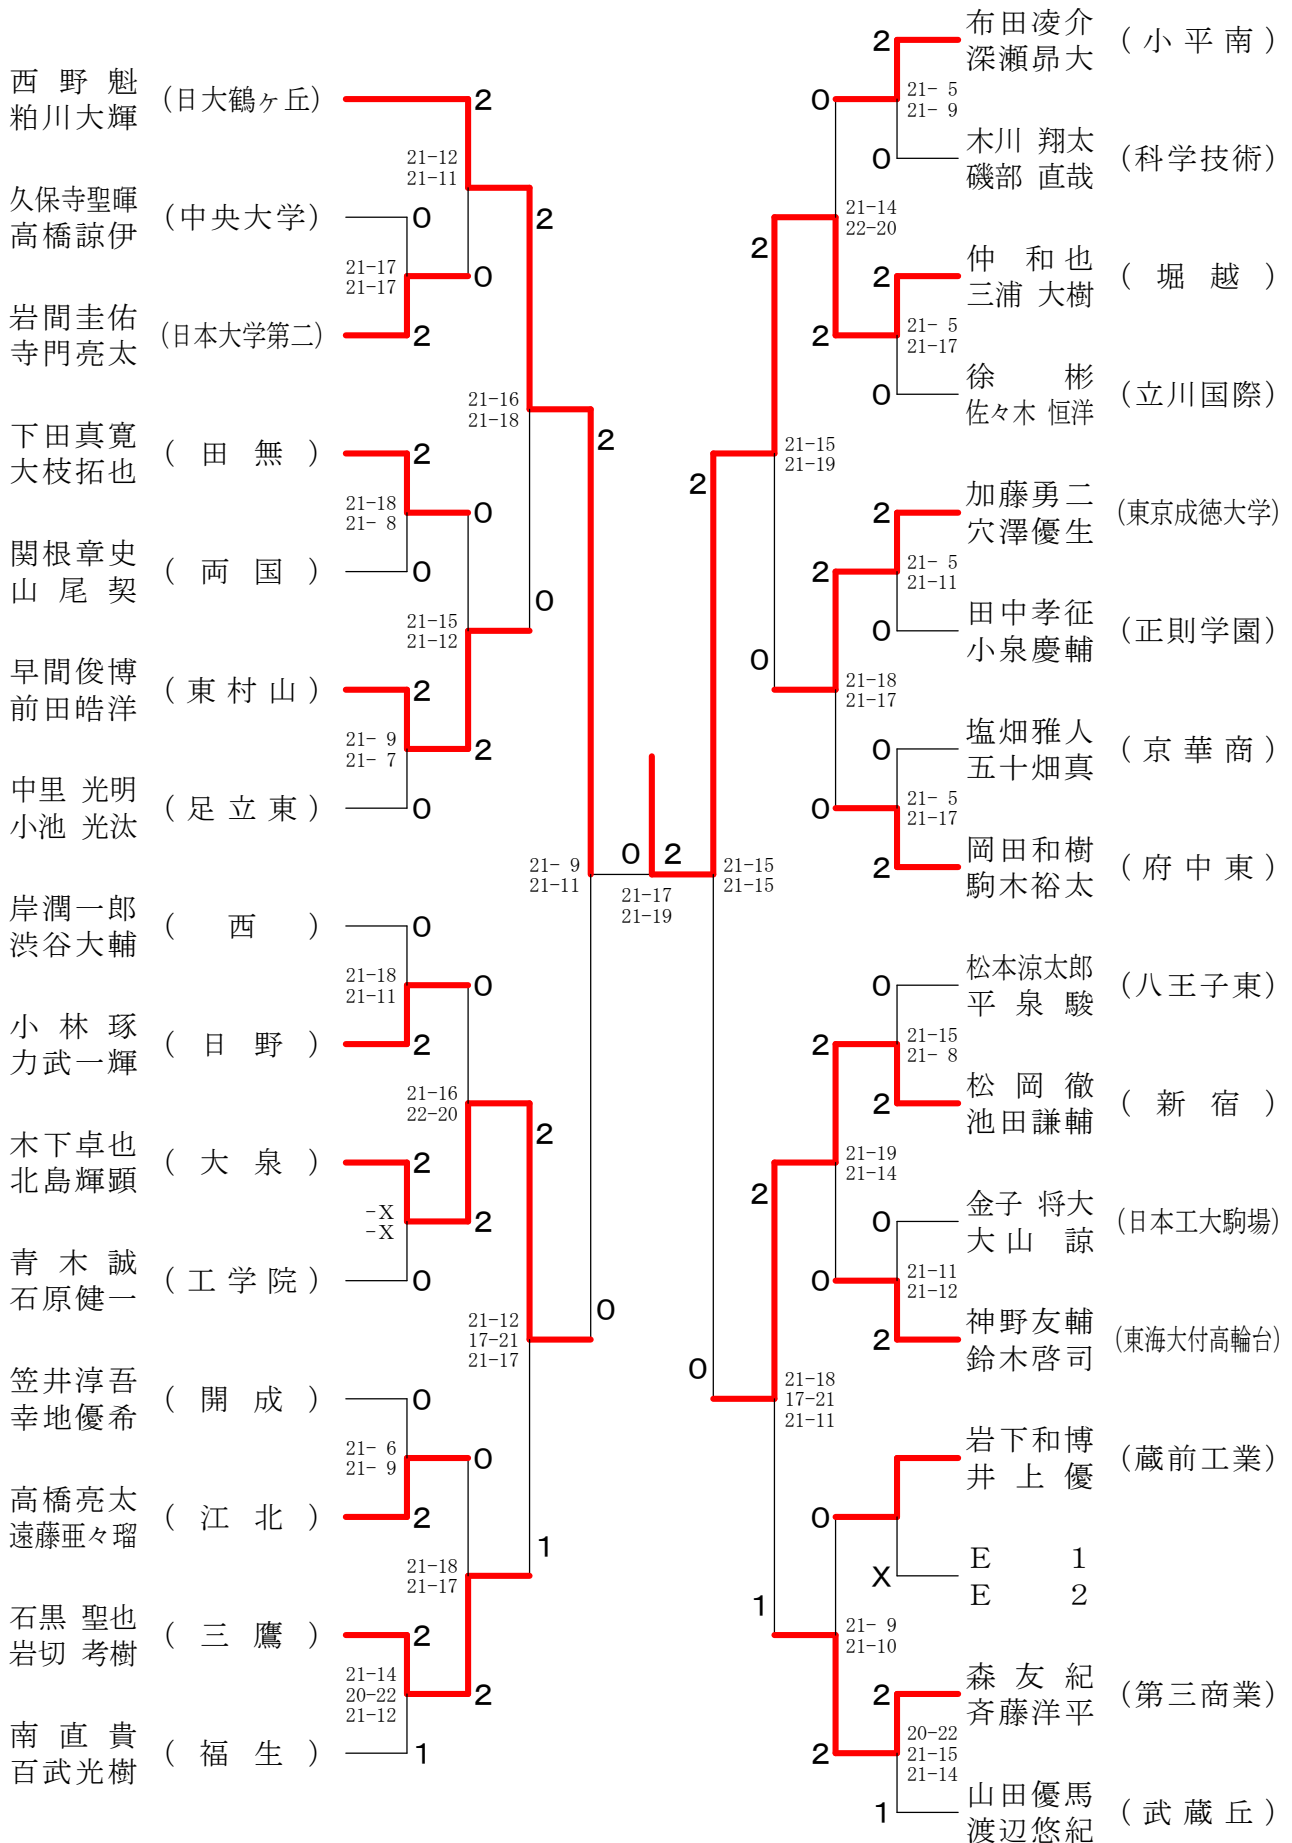 西野魁
粕川大輝
(日大鶴ヶ丘)
2
21-12
21-11
久保寺聖暉
高橋諒伊
(中央大学)
0
2
21-17
21-17
0
岩間圭佑
寺門亮太
(日本大学第二)
2
21-16
21-18
2
下田真寛
大枝拓也
(田無)
2
21-18
21- 8
0
関根章史
山尾契
(両国)
0
0
21-15
21-12
早間俊博
前田皓洋
(東村山)
2
21- 9
21- 7
2
中里 光明
小池 光汰
(足立東)
0
21- 9
21-11
0
2
21-17
21-19
岸潤一郎
渋谷大輔
(西)
0
21-18
21-11
0
小林琢
力武一輝
(日野)
2
21-16
22-20
2
木下卓也
北島輝顕
(大泉)
2
-X
-X
2
青木誠
石原健一
(工学院)
0
21-12
17-21
21-17
0
笠井淳吾
幸地優希
(開成)
0
21- 6
21- 9
0
高橋亮太
遠藤亜々瑠
(江北)
2
1
21-18
21-17
石黒 聖也
岩切 考樹
(三鷹)
2
21-14
20-22
21-12
2
南直貴
百武光樹
(福生)
1
2
布田凌介
深瀬昴大
(小平南)
0
21- 5
21- 9
0
木川 翔太
磯部 直哉
(科学技術)
2
21-14
22-20
2
仲和也
三浦 大樹
(堀越)
2
21- 5
21-17
0
徐彬
佐々木 恒洋
(立川国際)
2
21-15
21-19
2
加藤勇二
穴澤優生
(東京成徳大学)
2
21- 5
21-11
0
田中孝征
小泉慶輔
(正則学園)
0
21-18
21-17
0
塩畑雅人
五十畑真
(京華商)
0
21- 5
21-17
2
岡田和樹
駒木裕太
(府中東)
21-15
21-15
0
松本涼太郎
平泉駿
(八王子東)
2
21-15
21- 8
2
松岡徹
池田謙輔
(新宿)
2
21-19
21-14
0
金子 将大
大山諒
(日本工大駒場)
0
21-11
21-12
2
神野友輔
鈴木啓司
(東海大付高輪台)
0
21-18
17-21
21-11
岩下和博
井上優
(蔵前工業)
0
X
E 1
E 2
1
21- 9
21-10
2
森友紀
斉藤洋平
(第三商業)
2
20-22
21-15
21-14
1
山田優馬
渡辺悠紀
(武蔵丘)